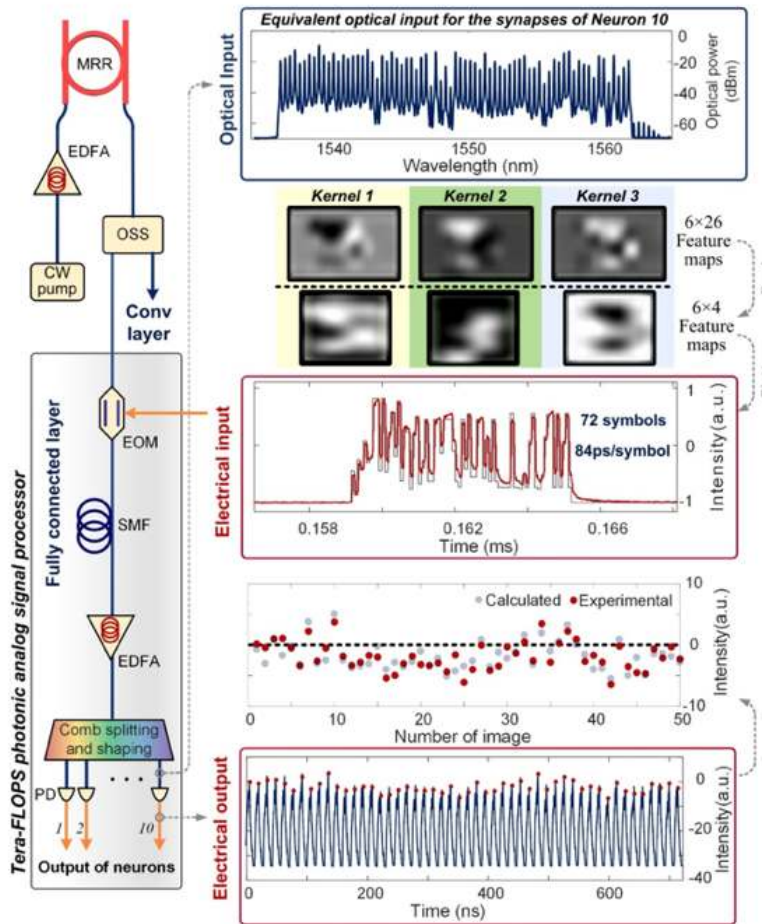 MRR
EDFA
CW
pump
OSS
Conv
layer
Tera-FLOPS photonic analog signal processor
Fully connected layer
EOM
SMF
EDFA
Comb splitting
and shaping
PD
1
2
10
Output of neurons
Optical Input
Equivalent optical input for the synapses of Neuron 10
0
-20
-40
-60
Optical power
(dBm)
1540
1550
1560
Wavelength (nm)
Kernel 1
Kernel 2
Kernel 3
6×26
Feature
maps
6×4
Feature
maps
Electrical input
72 symbols
84ps/symbol
1
0
-1
Intensity(a.u.)
0.158
0.162
0.166
Time (ms)
Calculated
Experimental
10
0
-10
Intensity(a.u.)
0
10
20
30
40
50
Number of image
Electrical output
0
-20
-40
Intensity(a.u.)
0
200
400
600
Time (ns)